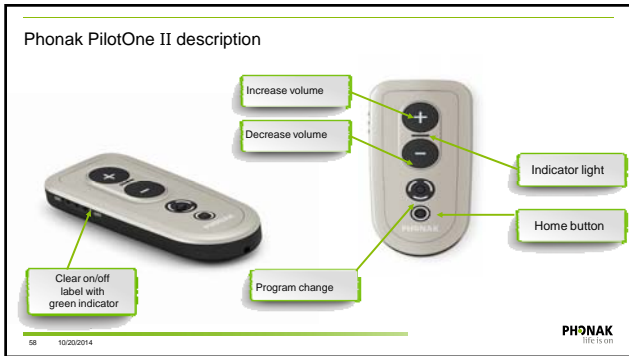 Phonak PilotOne II description
Increase volume
Decrease volume
Indicator light
Home button
Program change
Clear on/off
label with
green indicator
PHONAK
58 10/20/2014
PHONAK
life is on